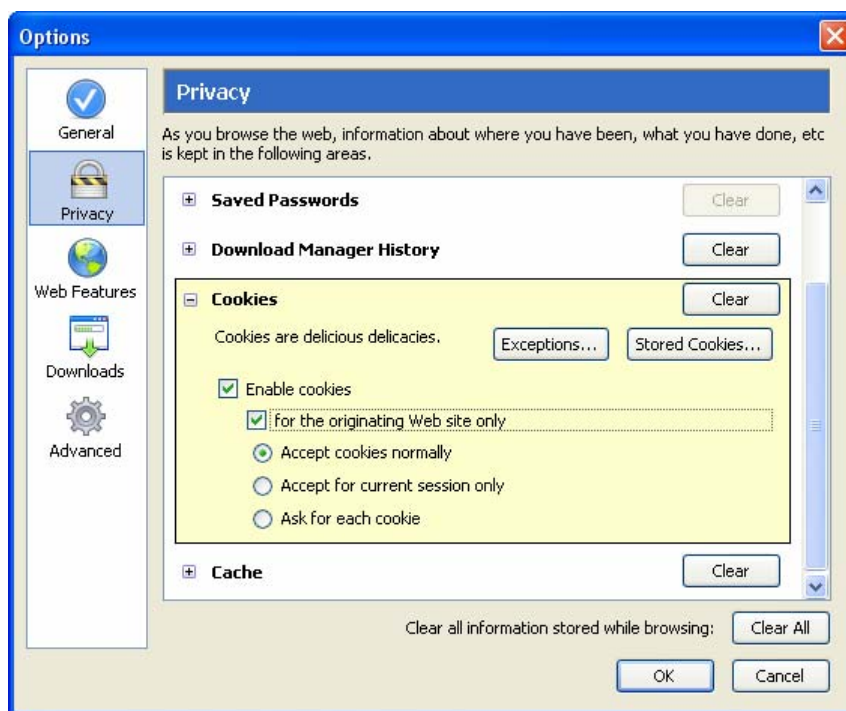 Options
General
Privacy
Web Features
Downloads
Advanced
Privacy
As you browse the web, information about where you have been, what you have done, etc
is kept in the following areas.
Saved Passwords Clear
Download Manager History Clear
Cookies Clear
Cookies are delicious delicacies. Exceptions... Stored Cookies...
Enable cookies
for the originating Web site only
Accept cookies normally
Accept for current session only
Ask for each cookie
Cache Clear
Clear all information stored while browsing: Clear All
OK Cancel